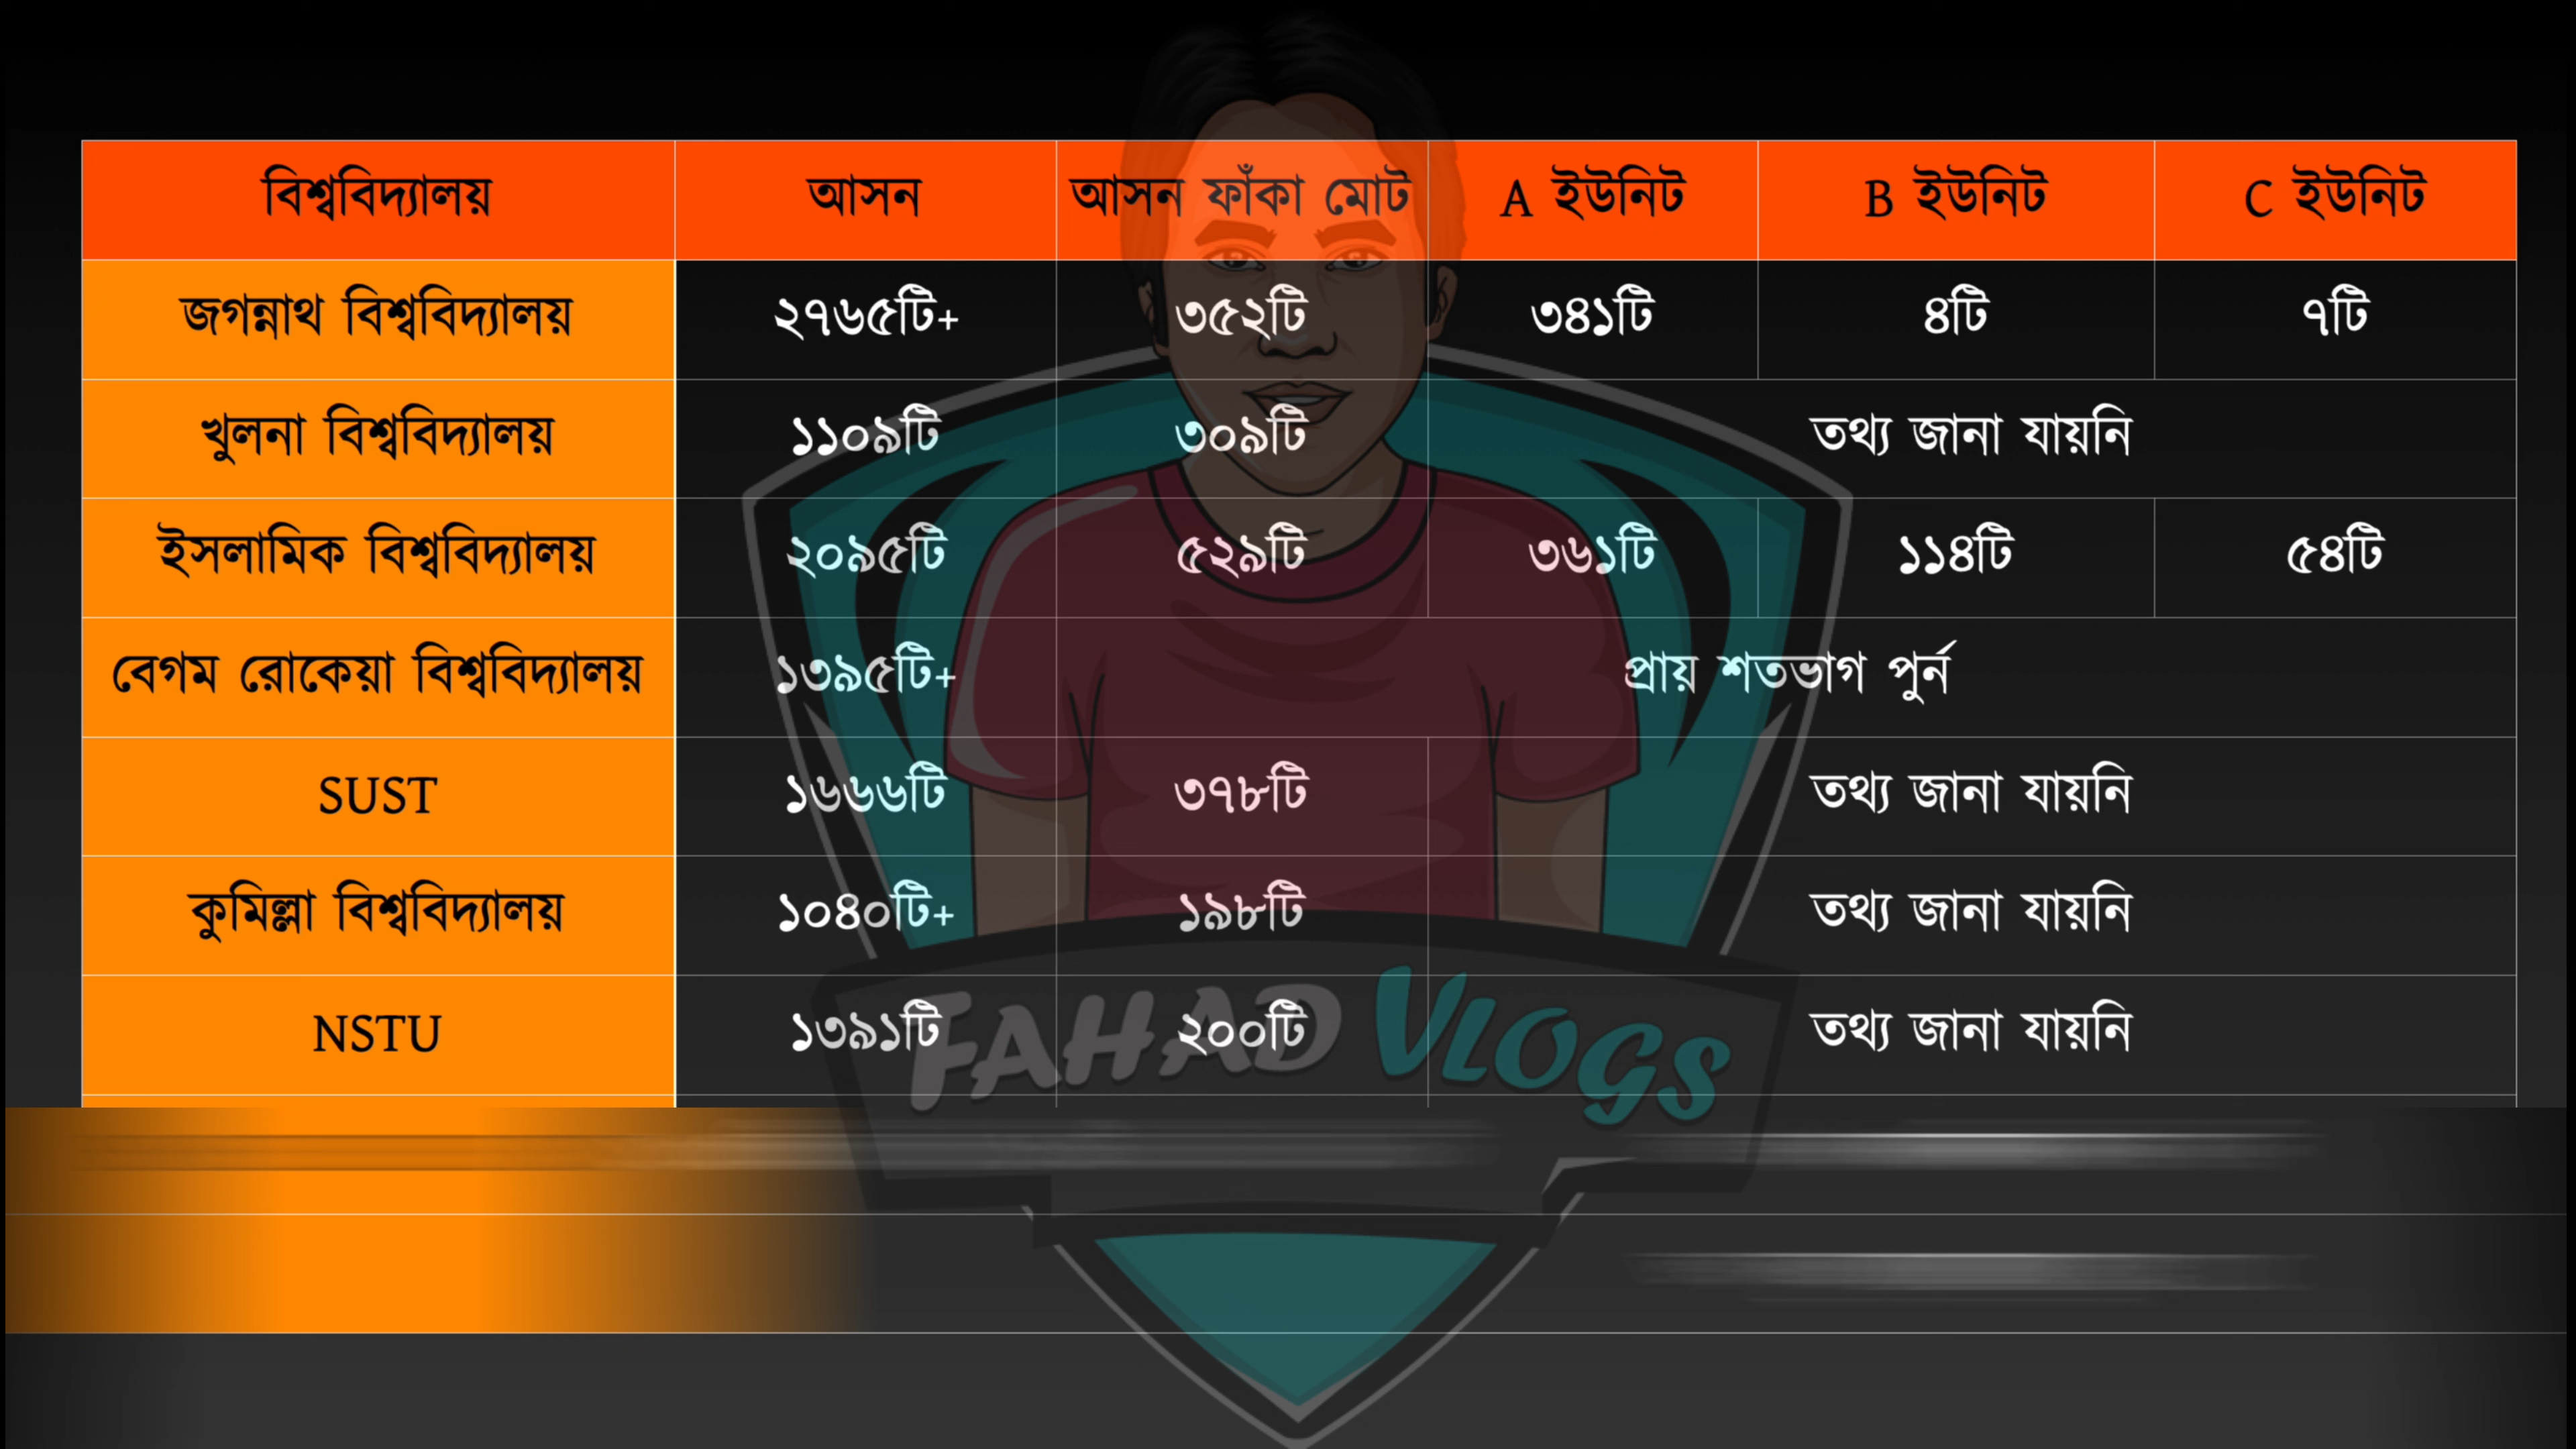 বিশ্ববিদ্যালয় আসন আসন ফাঁকা মোট A ইউনিট B ইউনিট C ইউনিট
জগন্নাথ বিশ্ববিদ্যালয় ২৭৬৫টি+ ৩৫২টি ৩৪১টি ৪টি ৭টি
খুলনা বিশ্ববিদ্যালয় ১১০৯টি ৩০৯টি তথ্য জানা যায়নি
ইসলামিক বিশ্ববিদ্যালয় ২০৯৫টি ৫২৯টি ৩৬১টি ১১৪টি ৫৪টি
বেগম রোকেয়া বিশ্ববিদ্যালয় ১৩৯৫টি+ প্রায় শতভাগ পুর্ন
SUST ১৬৬৬টি ৩৭৮টি তথ্য জানা যায়নি
কুমিল্লা বিশ্ববিদ্যালয় ১০৪০টি+ ১৯৮টি তথ্য জানা যায়নি
NSTU ১৩৯১টি ২০০টি তথ্য জানা যায়নি
FAHAD VLOGS